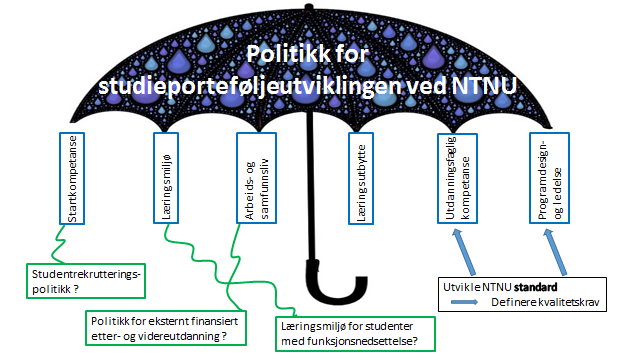 Politikk for
studieporteføljeutviklingen ved NTNU
Startkompetanse
Læringsmiljø
Arbeids- og
samfunnsliv
Læringsutbytte
Utdanningsfaglig
kompetanse
Programdesign-
og ledelse
Studentrekrutterings-
politikk ?
Politikk for eksternt finansiert
etter- og videreutdanning ?
Læringsmiljø for studenter
med funksjonsnedsettelse?
Utvikle NTNU standard
Definere kvalitetskrav